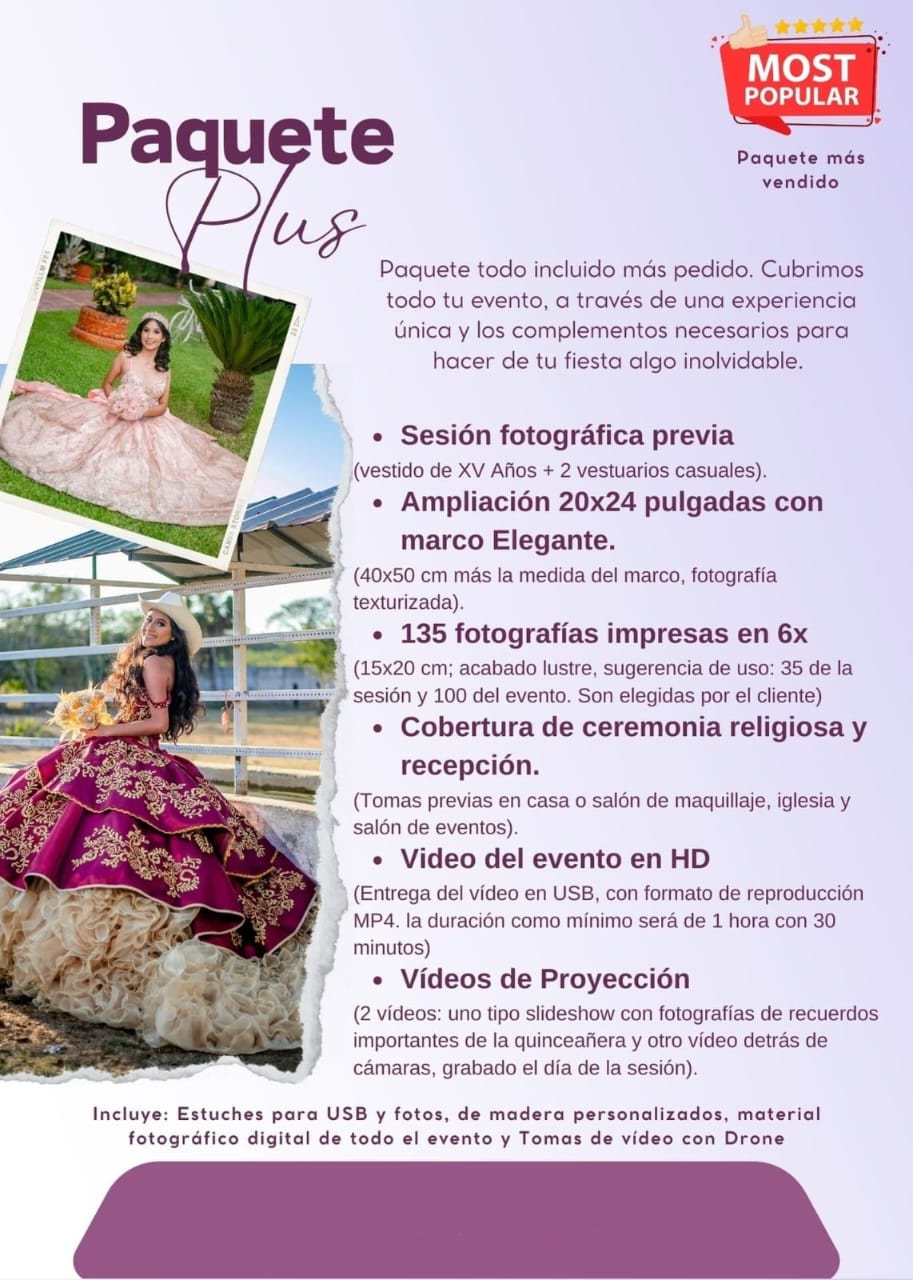 MOST
POPULAR
Paquete más
vendido
Paquete
Plus
Paquete todo incluido más pedido. Cubrimos
todo tu evento, a través de una experiencia
única y los complementos necesarios para
hacer de tu fiesta algo inolvidable.
• Sesión fotográfica previa
(vestido de XV Años + 2 vestuarios casuales).
• Ampliación 20x24 pulgadas con
marco Elegante.
(40x50 cm más la medida del marco, fotografía
texturizada).
• 135 fotografías impresas en 6x
(15x20 cm; acabado lustre, sugerencia de uso: 35 de la
sesión y 100 del evento. Son elegidas por el cliente)
• Cobertura de ceremonia religiosa y
recepción.
(Tomas previas en casa o salón de maquillaje, iglesia y
salón de eventos).
• Video del evento en HD
(Entrega del vídeo en USB, con formato de reproducción
MP4. la duración como mínimo será de 1 hora con 30
minutos)
• Vídeos de Proyección
(2 vídeos: uno tipo slideshow con fotografías de recuerdos
importantes de la quinceañera y otro vídeo detrás de
cámaras, grabado el día de la sesión).
Incluye: Estuches para USB y fotos, de madera personalizados, material
fotográfico digital de todo el evento y Tomas de vídeo con Drone